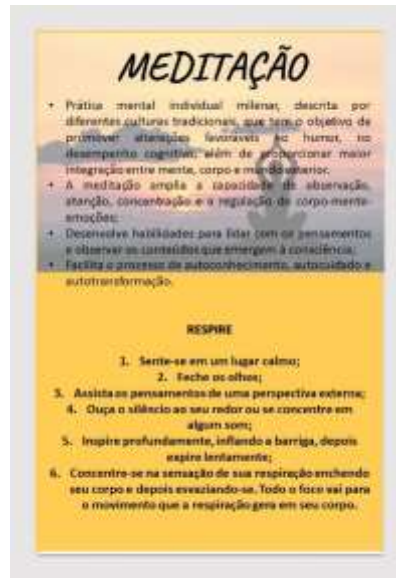 MEDITAÇÃO
• Prática mental individual milenar, descrita por
diferentes culturas tradicionais, que tem o objetivo de
promover alterações favoráveis no humor, no
desempenho cognitivo, além de proporcionar maior
integração entre mente, corpo e mundo exterior.
• A meditação amplia a capacidade de observação,
atenção, concentração e a regulação do corpo-mente-
emoções;
• Desenvolve habilidades para lidar com os pensamentos
e observar os conteúdos que emergem à consciência;
• Facilita o processo de autoconhecimento, autocuidado e
autotransformação.
RESPIRE
1. Sente-se em um lugar calmo;
2. Feche os olhos;
3. Assista os pensamentos de uma perspectiva externa;
4. Ouça o silêncio ao seu redor ou se concentre em
algum som;
5. Inspire profundamente, inflando a barriga, depois
expire lentamente;
6. Concentre-se na sensação de sua respiração enchendo
seu corpo e depois esvaziando-se. Todo o foco vai para
o movimento que a respiração gera em seu corpo.